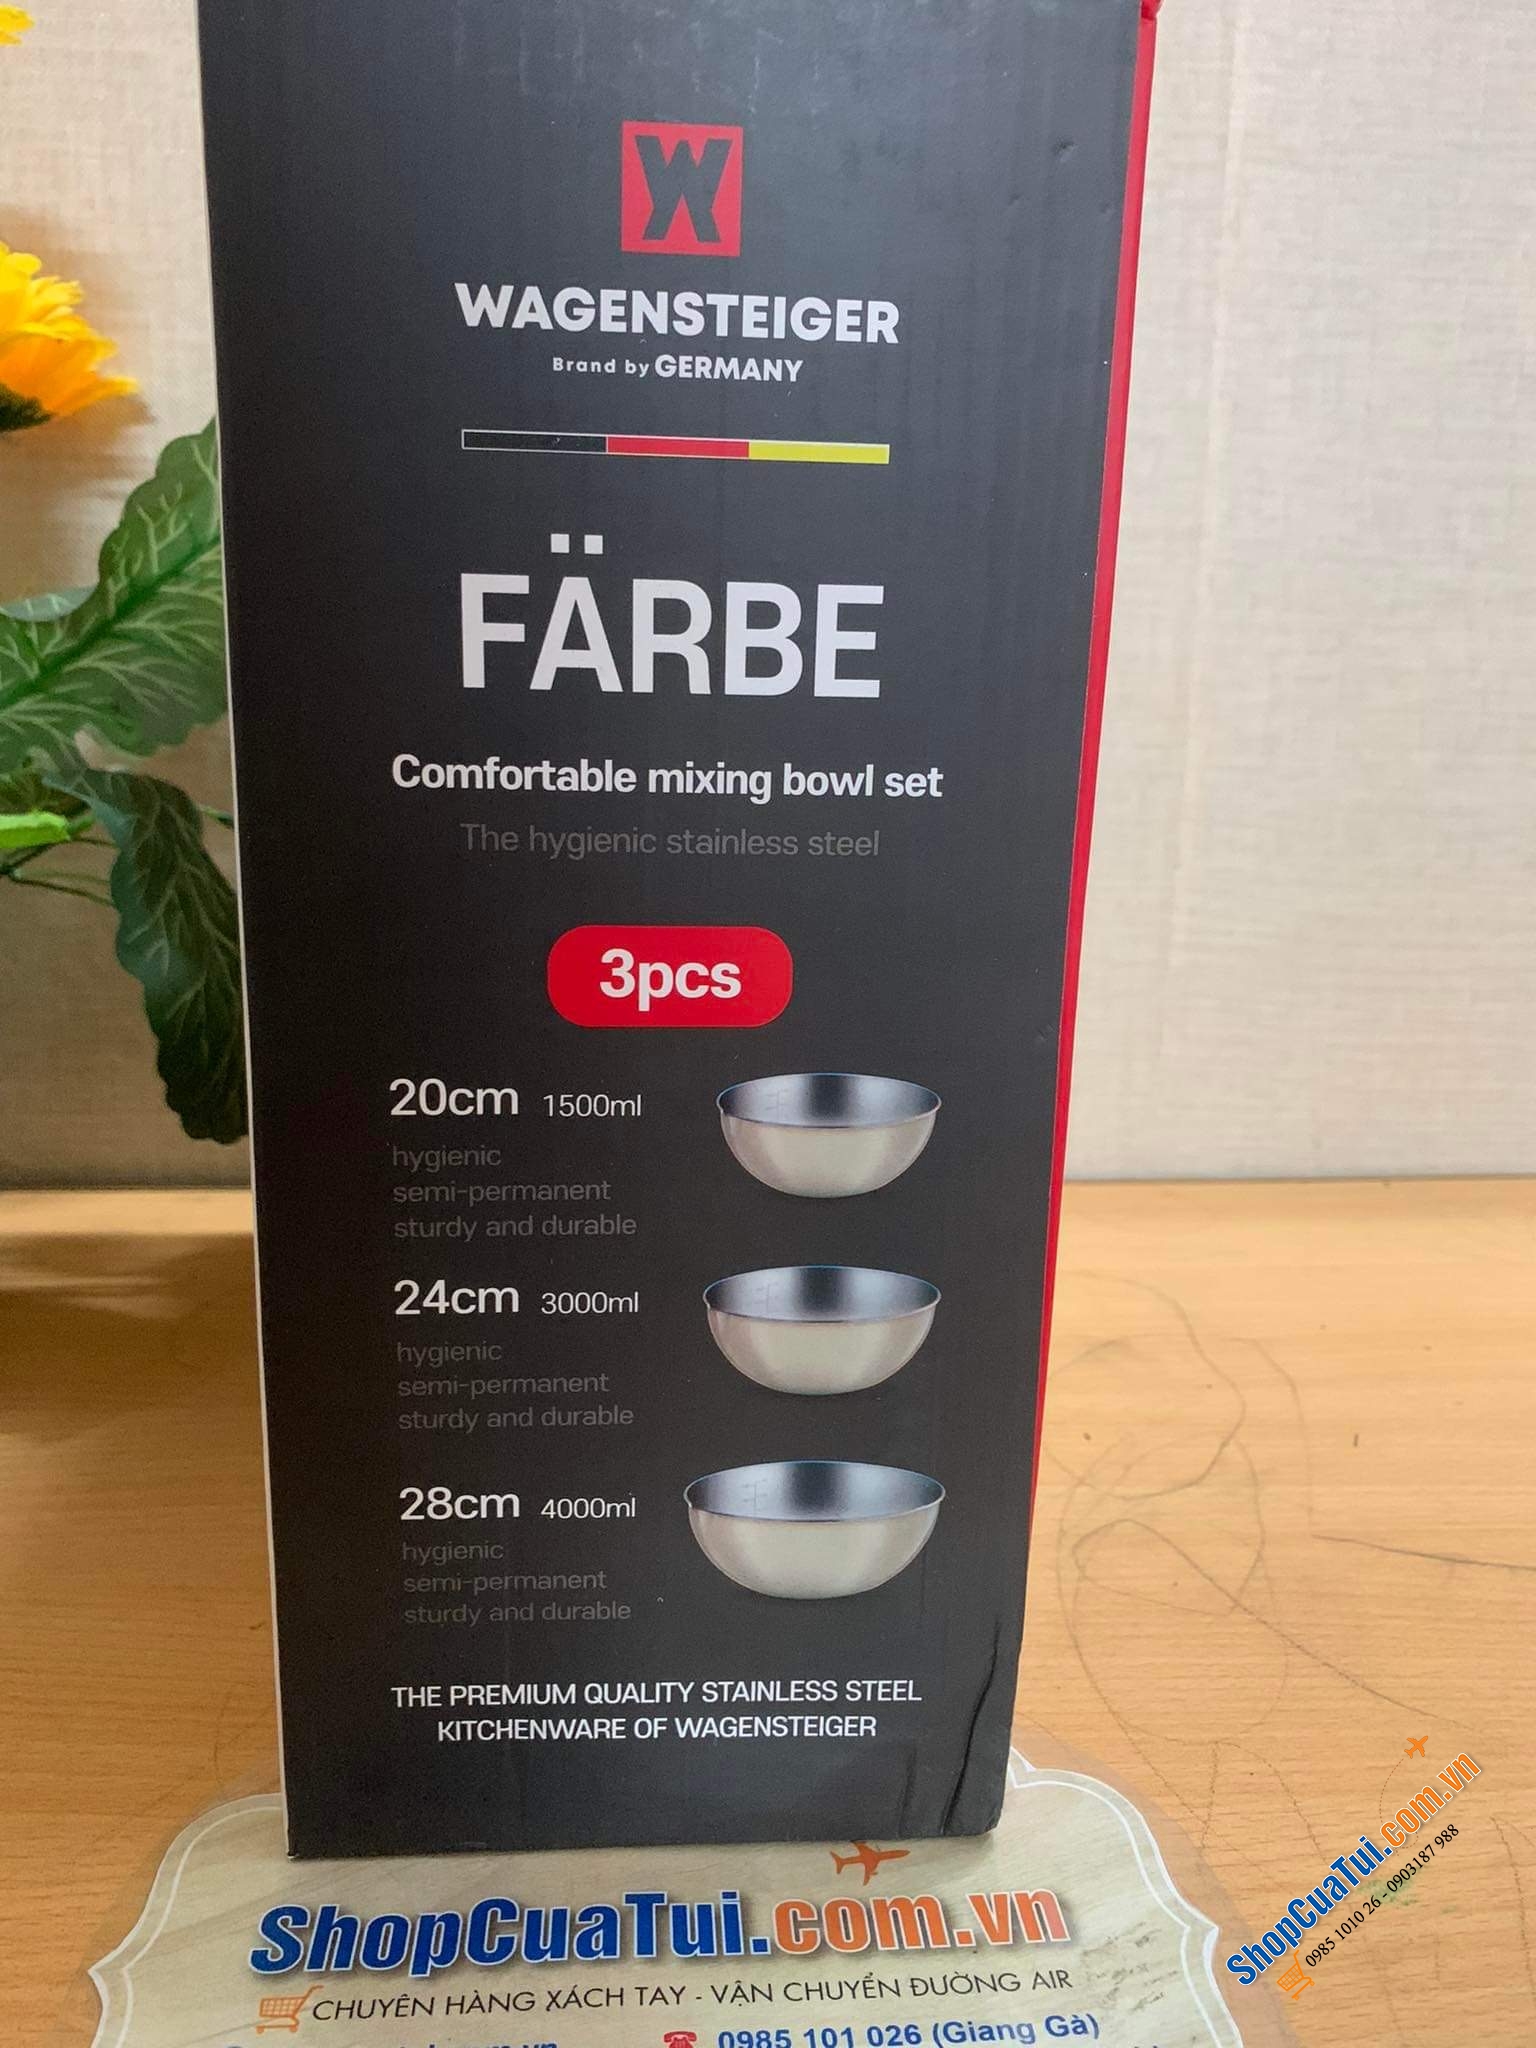 WAGENSTEIGER
Brand by GERMANY
FÄRBE
Comfortable mixing bowl set
The hygienic stainless steel
3pcs
20cm 1500ml
hygienic
semi-permanent
sturdy and durable
24cm 3000ml
hygienic
semi-permanent
sturdy and durable
28cm 4000ml
hygienic
semi-permanent
sturdy and durable
THE PREMIUM QUALITY STAINLESS STEEL
KITCHENWARE OF WAGENSTEIGER
ShopCuaTui.com.vn
CHUYÊN HÀNG XÁCH TAY - VẬN CHUYỂN ĐƯỜNG AIR
0985 101 026 (Giang Gà)
ShopCuaTui.com.vn
0985 1010 26 - 0903187 988